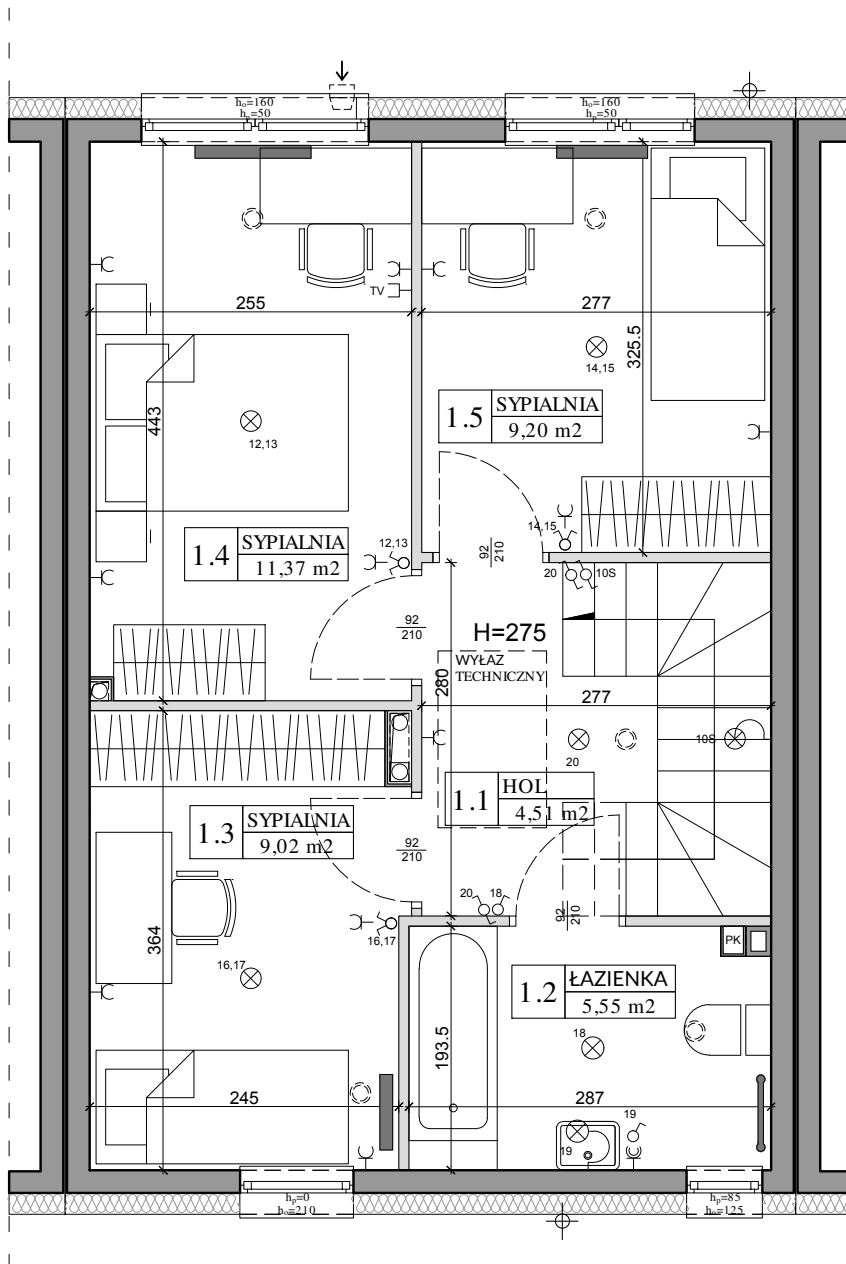 hₒ=160
hₚ=50
hₒ=160
hₚ=50
TV
255
277
325.5
14,15
443
12,13
1.5
SYPIALNIA
9,20 m2
1.4
SYPIALNIA
11,37 m2
12,13
14,15
92
210
20
10S
92
210
H=275
WYŁAZ
TECHNICZNY
280
277
20
10S
1.1
HOL
4,51 m2
1.3
SYPIALNIA
9,02 m2
92
210
20
18
92
210
16,17
364
16,17
PK
1.2
ŁAZIENKA
5,55 m2
193.5
18
245
287
19
19
hₚ=0
hₒ=210
hₚ=85
hₒ=125